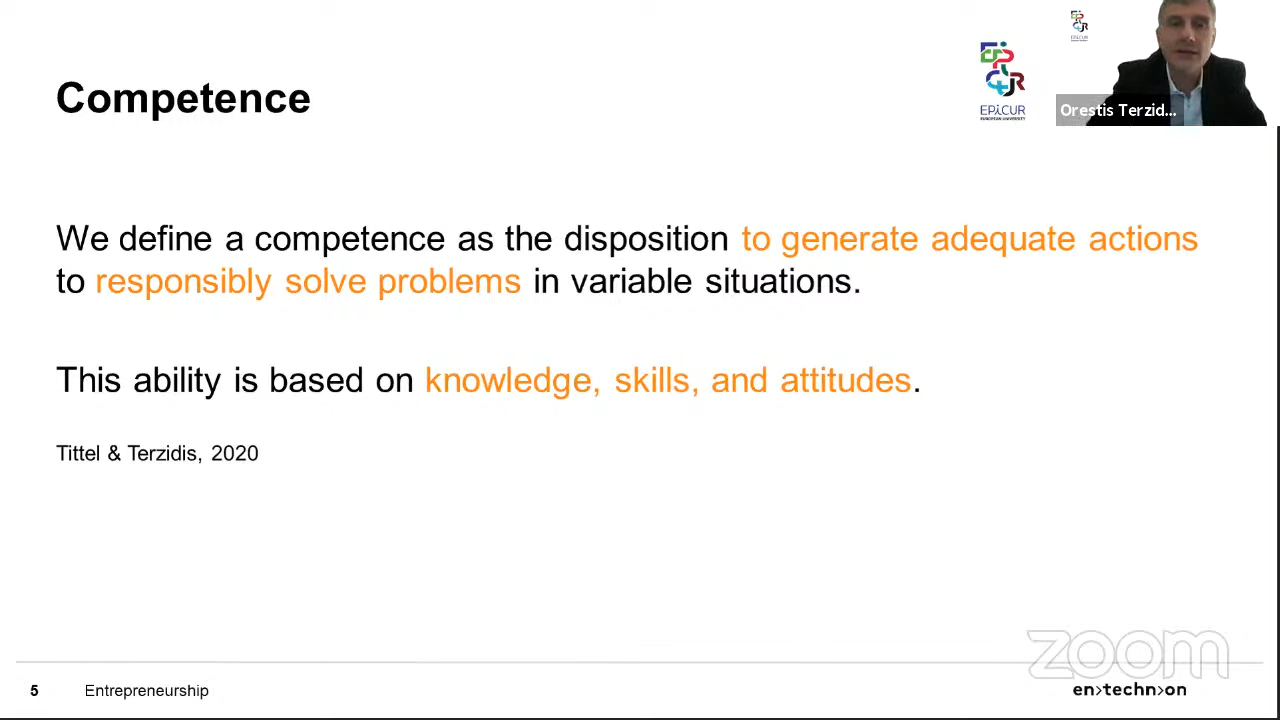 Competence
EPICUR
EUROPEAN UNIVERSITY
Orestis Terzid...
We define a competence as the disposition to generate adequate actions
to responsibly solve problems in variable situations.
This ability is based on knowledge, skills, and attitudes.
Tittel & Terzidis, 2020
zoom
5 Entrepreneurship
en>techn>on